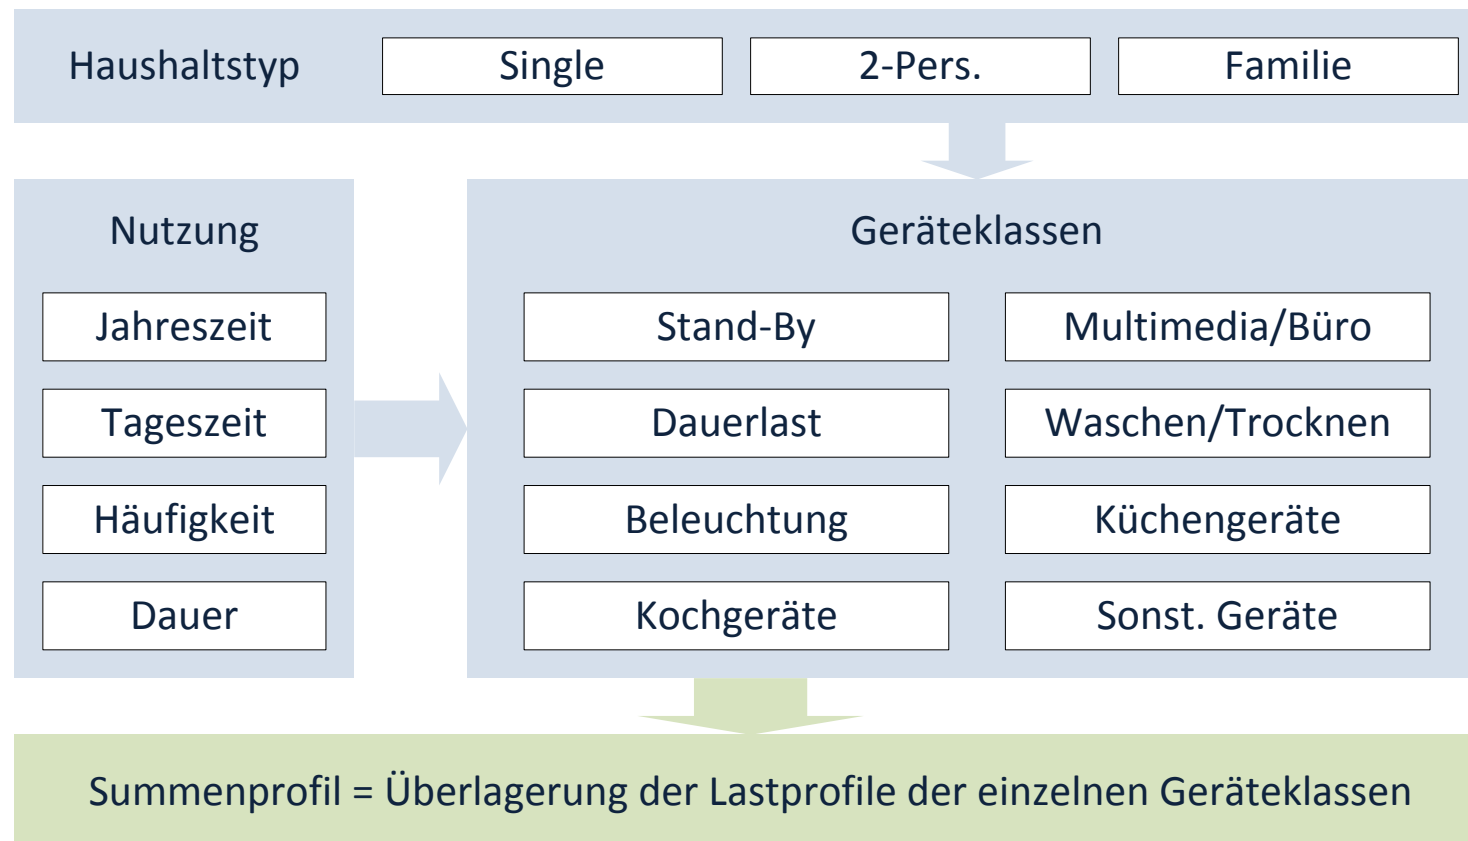 Haushaltstyp Single 2-Pers. Familie
Nutzung
Jahreszeit
Tageszeit
Häufigkeit
Dauer
Geräteklassen
Stand-By Multimedia/Büro
Dauerlast Waschen/Trocknen
Beleuchtung Küchengeräte
Kochgeräte Sonst. Geräte
Summenprofil = Überlagerung der Lastprofile der einzelnen Geräteklassen